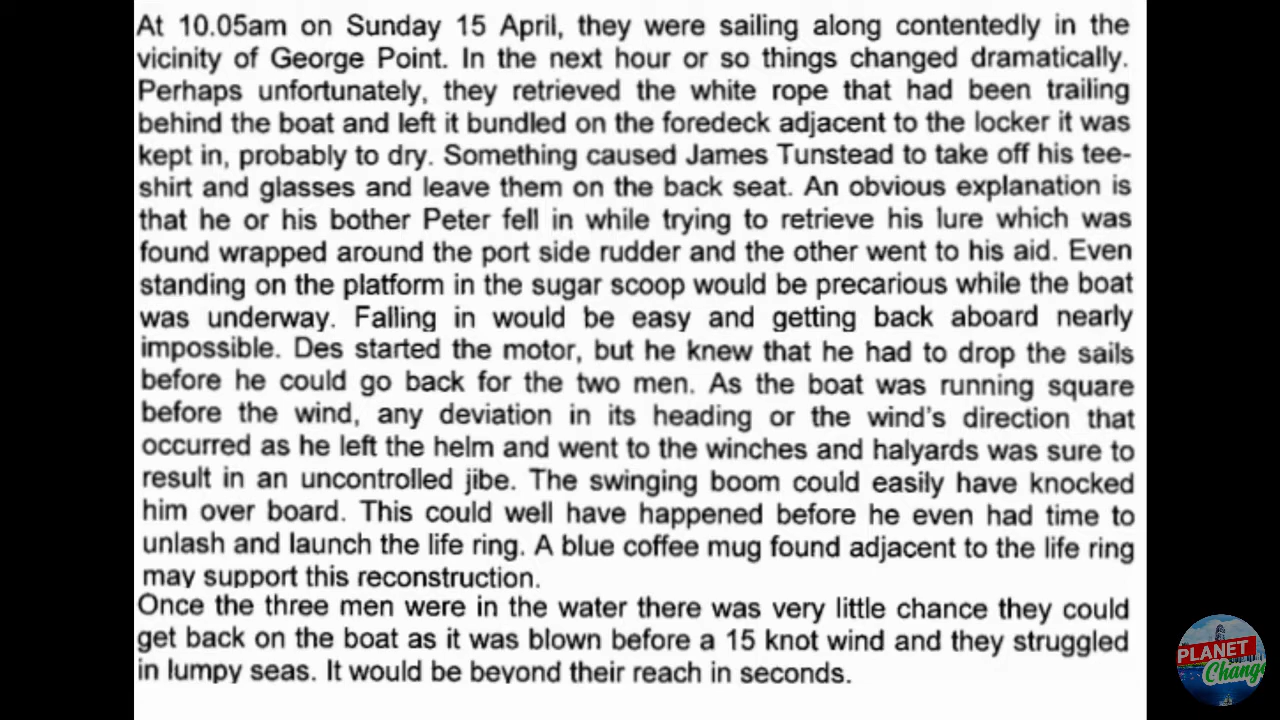 At 10.05am on Sunday 15 April, they were sailing along contentedly in the
vicinity of George Point. In the next hour or so things changed dramatically.
Perhaps unfortunately, they retrieved the white rope that had been trailing
behind the boat and left it bundled on the foredeck adjacent to the locker it was
kept in, probably to dry. Something caused James Tunstead to take off his tee-
shirt and glasses and leave them on the back seat. An obvious explanation is
that he or his bother Peter fell in while trying to retrieve his lure which was
found wrapped around the port side rudder and the other went to his aid. Even
standing on the platform in the sugar scoop would be precarious while the boat
was underway. Falling in would be easy and getting back aboard nearly
impossible. Des started the motor, but he knew that he had to drop the sails
before he could go back for the two men. As the boat was running square
before the wind, any deviation in its heading or the wind's direction that
occurred as he left the helm and went to the winches and halyards was sure to
result in an uncontrolled jibe. The swinging boom could easily have knocked
him over board. This could well have happened before he even had time to
unlash and launch the life ring. A blue coffee mug found adjacent to the life ring
may support this reconstruction.
Once the three men were in the water there was very little chance they could
get back on the boat as it was blown before a 15 knot wind and they struggled
in lumpy seas. It would be beyond their reach in seconds.
PLANET
Change